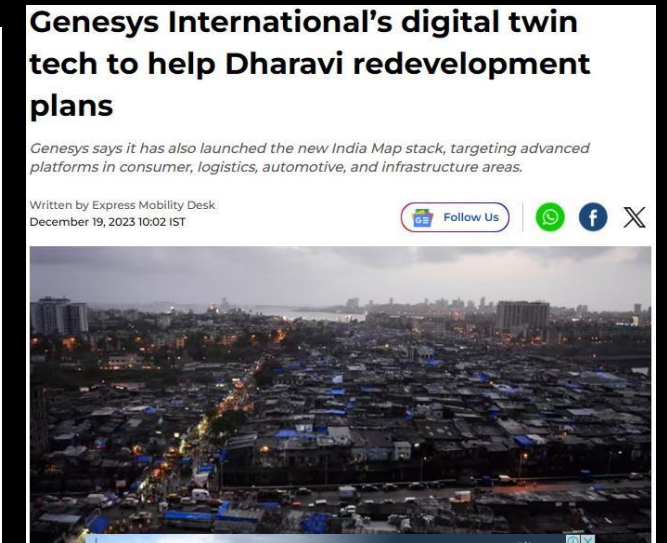 Genesys International’s digital twin
tech to help Dharavi redevelopment
plans
Genesys says it has also launched the new India Map stack, targeting advanced
platforms in consumer, logistics, automotive, and infrastructure areas.
Written by Express Mobility Desk
December 19, 2023 10:02 IST
Follow Us